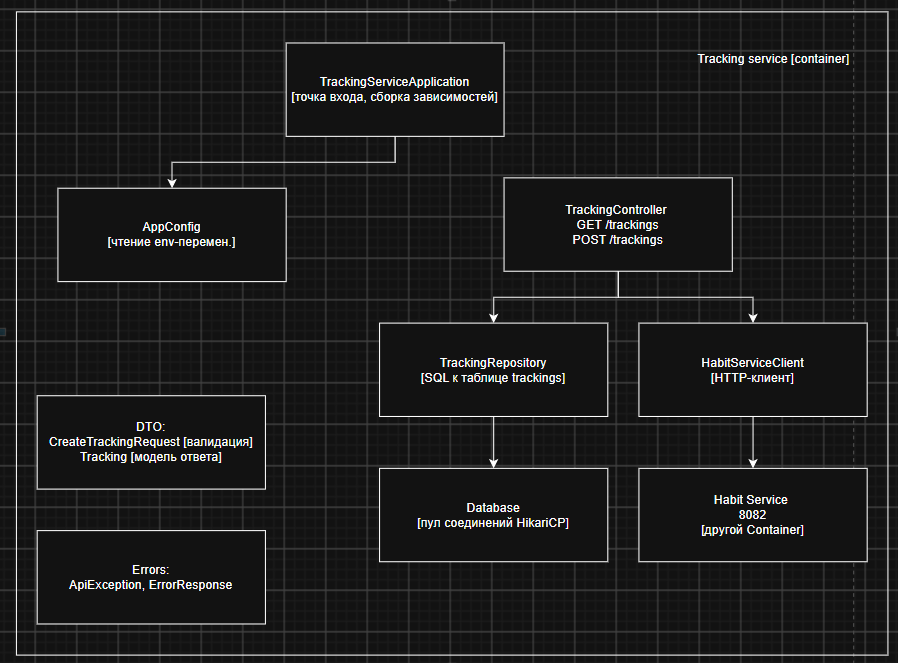 Tracking service [container]
TrackingServiceApplication
[точка входа, сборка зависимостей]
AppConfig
[чтение env-перемен.]
TrackingController
GET /trackings
POST /trackings
TrackingRepository
[SQL к таблице trackings]
HabitServiceClient
[HTTP-клиент]
DTO:
CreateTrackingRequest [валидация]
Tracking [модель ответа]
Database
[пул соединений HikariCP]
Habit Service
8082
[другой Container]
Errors:
ApiException, ErrorResponse